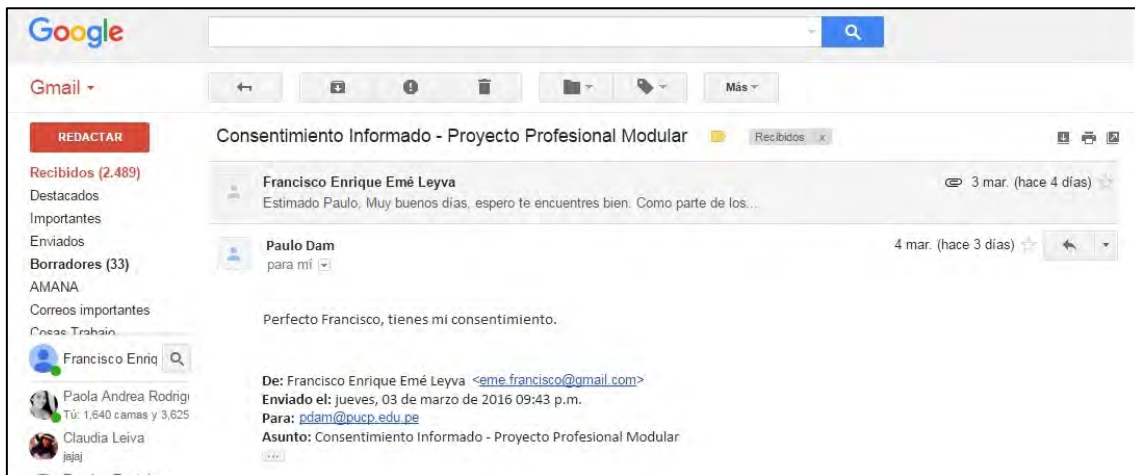 Google
Gmail
Más
REDACTAR
Consentimiento Informado - Proyecto Profesional Modular
Recibidos x
Recibidos (2.489)
Destacados
Importantes
Enviados
Borradores (33)
AMANA
Correos importantes
Cosas Trabajo
Francisco Enriq
Paola Andrea Rodrigu
Tú: 1,640 camas y 3,625
Claudia Leiva
jajaj
Francisco Enrique Emé Leyva
3 mar. (hace 4 días)
Estimado Paulo, Muy buenos días, espero te encuentres bien. Como parte de los...
Paulo Dam
4 mar. (hace 3 días)
para mí
Perfecto Francisco, tienes mi consentimiento.
De: Francisco Enrique Emé Leyva <eme.francisco@gmail.com>
Enviado el: jueves, 03 de marzo de 2016 09:43 p.m.
Para: pdam@pucp.edu.pe
Asunto: Consentimiento Informado - Proyecto Profesional Modular